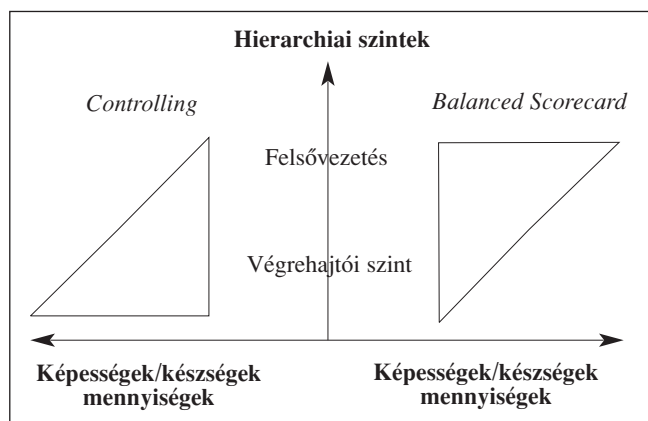 Hierarchiai szintek
Controlling
Balanced Scorecard
Felsővezetés
Végrehajtói szint
Képességek/készségek
mennyiségek
Képességek/készségek
mennyiségek